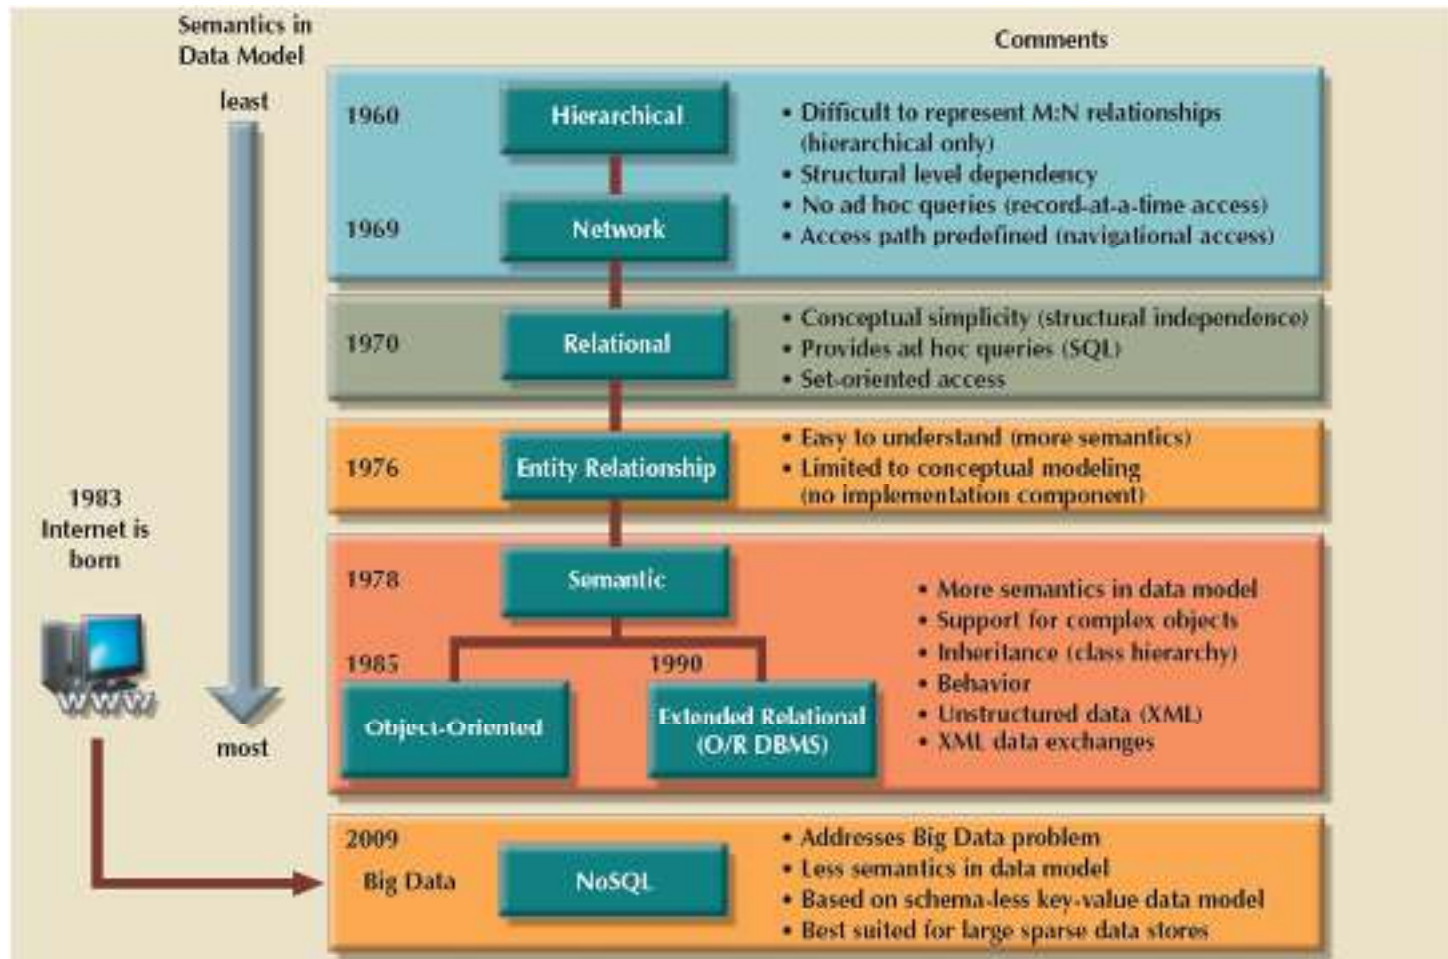 Semantics in
Data Model
Comments
least
1960
Hierarchical
• Difficult to represent M:N relationships
(hierarchical only)
• Structural level dependency
• No ad hoc queries (record-at-a-time access)
• Access path predefined (navigational access)
1969
Network
1970
Relational
• Conceptual simplicity (structural independence)
• Provides ad hoc queries (SQL)
• Set-oriented access
1976
Entity Relationship
• Easy to understand (more semantics)
• Limited to conceptual modeling
(no implementation component)
1983
Internet is
born
WWW
most
1978
Semantic
1985
1990
Object-Oriented
Extended Relational
(O/R DBMS)
• More semantics in data model
• Support for complex objects
• Inheritance (class hierarchy)
• Behavior
• Unstructured data (XML)
• XML data exchanges
2009
Big Data
NoSQL
• Addresses Big Data problem
• Less semantics in data model
• Based on schema-less key-value data model
• Best suited for large sparse data stores